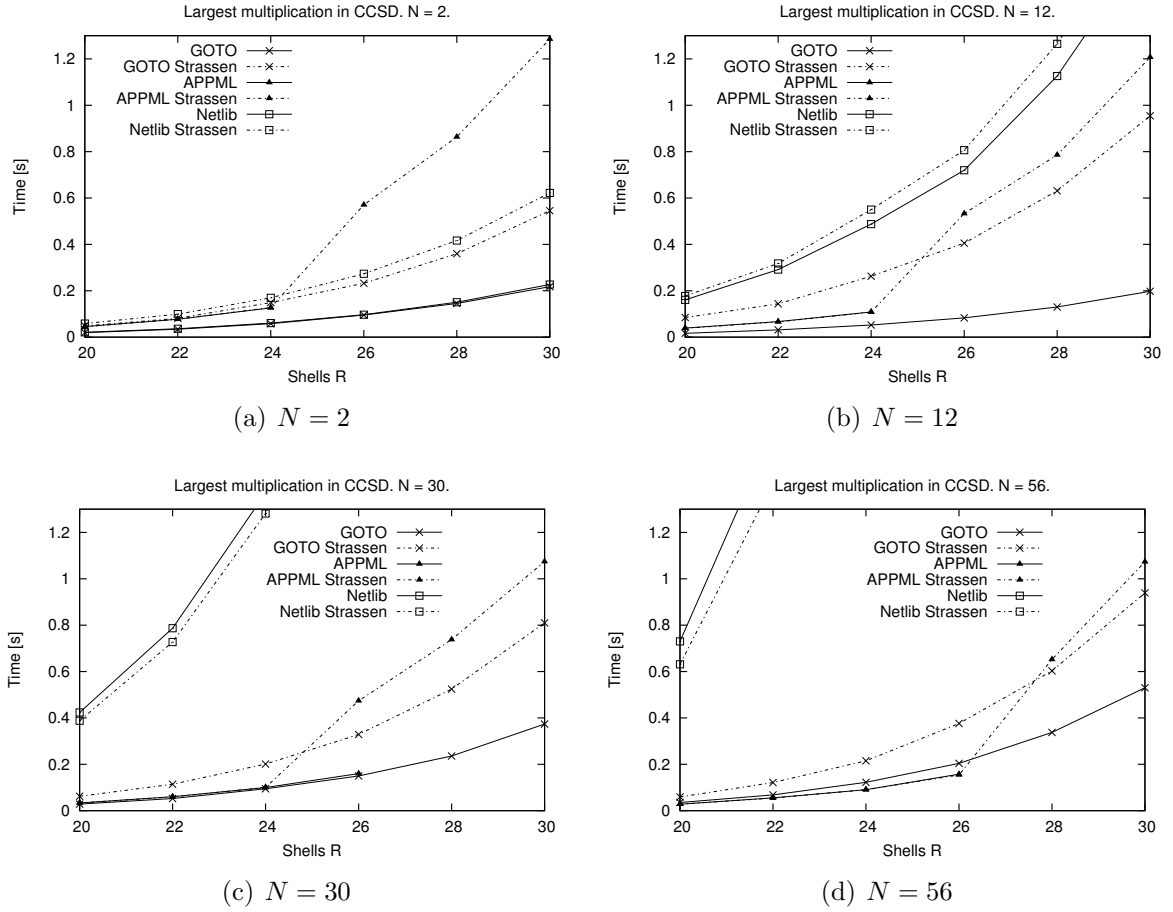 Largest multiplication in CCSD. N = 2.
GOTO
GOTO Strassen
APPML
APPML Strassen
Netlib
Netlib Strassen
Time [s]
1.2
1
0.8
0.6
0.4
0.2
0
20 22 24 26 28 30
Shells R
(a) N = 2
Largest multiplication in CCSD. N = 12.
GOTO
GOTO Strassen
APPML
APPML Strassen
Netlib
Netlib Strassen
Time [s]
1.2
1
0.8
0.6
0.4
0.2
0
20 22 24 26 28 30
Shells R
(b) N = 12
Largest multiplication in CCSD. N = 30.
GOTO
GOTO Strassen
APPML
APPML Strassen
Netlib
Netlib Strassen
Time [s]
1.2
1
0.8
0.6
0.4
0.2
0
20 22 24 26 28 30
Shells R
(c) N = 30
Largest multiplication in CCSD. N = 56.
GOTO
GOTO Strassen
APPML
APPML Strassen
Netlib
Netlib Strassen
Time [s]
1.2
1
0.8
0.6
0.4
0.2
0
20 22 24 26 28 30
Shells R
(d) N = 56